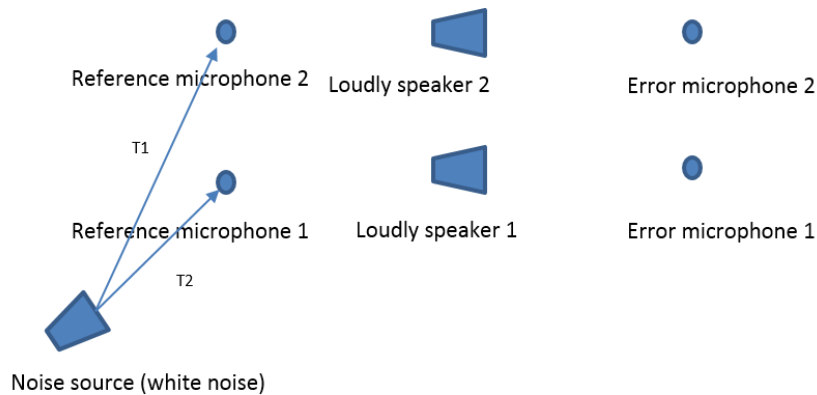 Reference microphone 2
Loudly speaker 2
Error microphone 2
T1
Reference microphone 1
Loudly speaker 1
Error microphone 1
T2
Noise source (white noise)